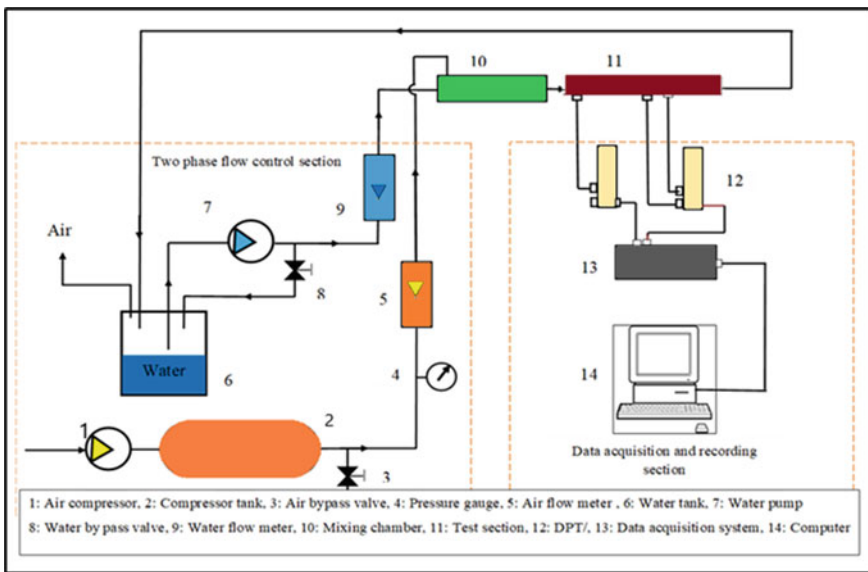 10
11
Two phase flow control section
7
9
12
Air
8
5
13
Water
6
4
14
1
2
3
Data acquisition and recording
section
1: Air compressor, 2: Compressor tank, 3: Air bypass valve, 4: Pressure gauge, 5: Air flow meter , 6: Water tank, 7: Water pump
8: Water by pass valve, 9: Water flow meter, 10: Mixing chamber, 11: Test section, 12: DPT/, 13: Data acquisition system, 14: Computer